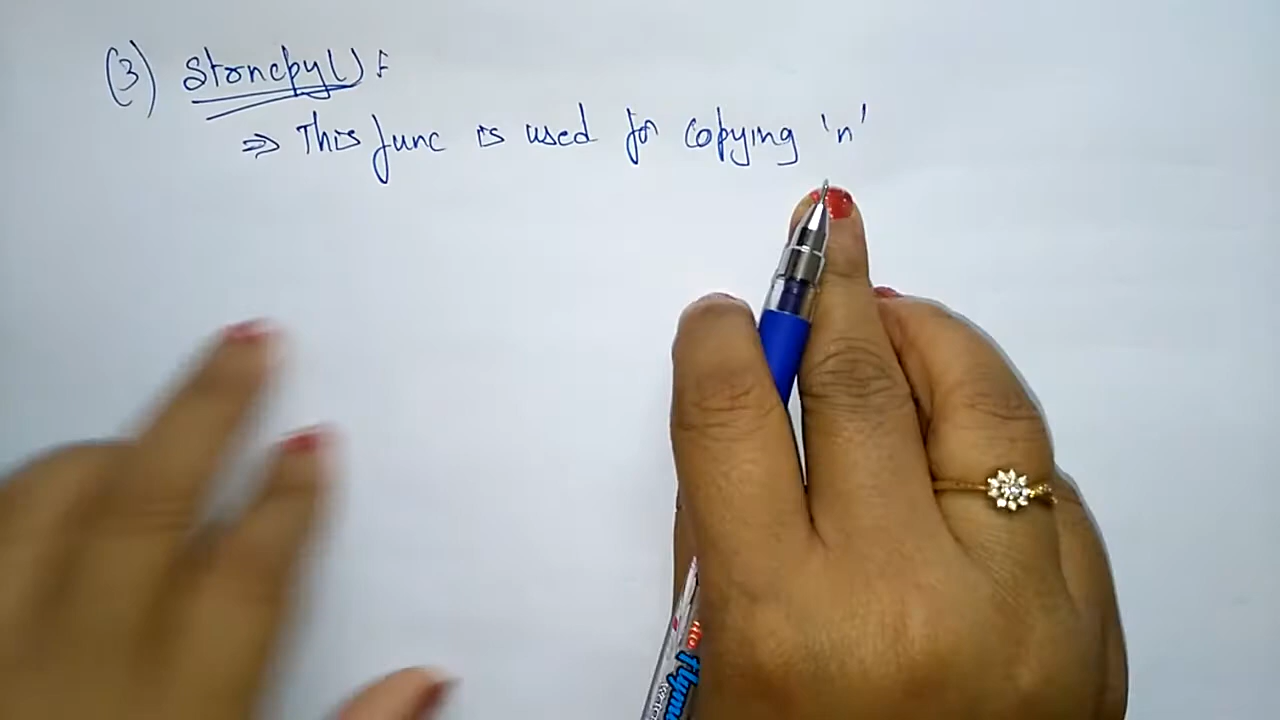 (3) strncpy() :
⇒ This func is used for copying 'n'